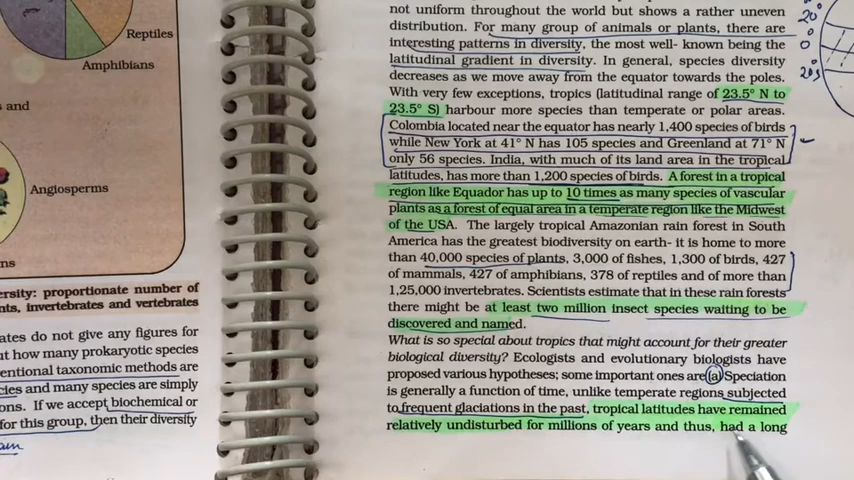 Reptiles
Amphibians
s and
Angiosperms
ns
ersity: proportionate number of
nts, invertebrates and vertebrates
ates do not give any figures for
ut how many prokaryotic species
entional taxonomic methods are
cies and many species are simply
ons. If we accept biochemical or
for this group, then their diversity
not uniform throughout the world but shows a rather uneven
distribution. For many group of animals or plants, there are
interesting patterns in diversity, the most well- known being the
latitudinal gradient in diversity. In general, species diversity
decreases as we move away from the equator towards the poles.
With very few exceptions, tropics (latitudinal range of 23.5° N to
23.5° S) harbour more species than temperate or polar areas.
Colombia located near the equator has nearly 1,400 species of birds
while New York at 41° N has 105 species and Greenland at 71° N
only 56 species. India, with much of its land area in the tropical
latitudes, has more than 1,200 species of birds. A forest in a tropical
region like Equador has up to 10 times as many species of vascular
plants as a forest of equal area in a temperate region like the Midwest
of the USA. The largely tropical Amazonian rain forest in South
America has the greatest biodiversity on earth- it is home to more
than 40,000 species of plants, 3,000 of fishes, 1,300 of birds, 427
of mammals, 427 of amphibians, 378 of reptiles and of more than
1,25,000 invertebrates. Scientists estimate that in these rain forests
there might be at least two million insect species waiting to be
discovered and named.
What is so special about tropics that might account for their greater
biological diversity? Ecologists and evolutionary biologists have
proposed various hypotheses; some important ones are (a) Speciation
is generally a function of time, unlike temperate regions subjected
to frequent glaciations in the past, tropical latitudes have remained
relatively undisturbed for millions of years and thus, had a long
20°
0
20s